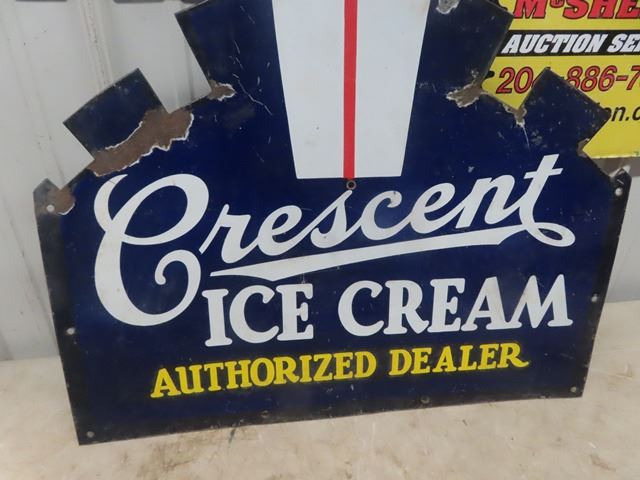 AUCTION SE
Crescent
ICE CREAM
AUTHORIZED DEALER